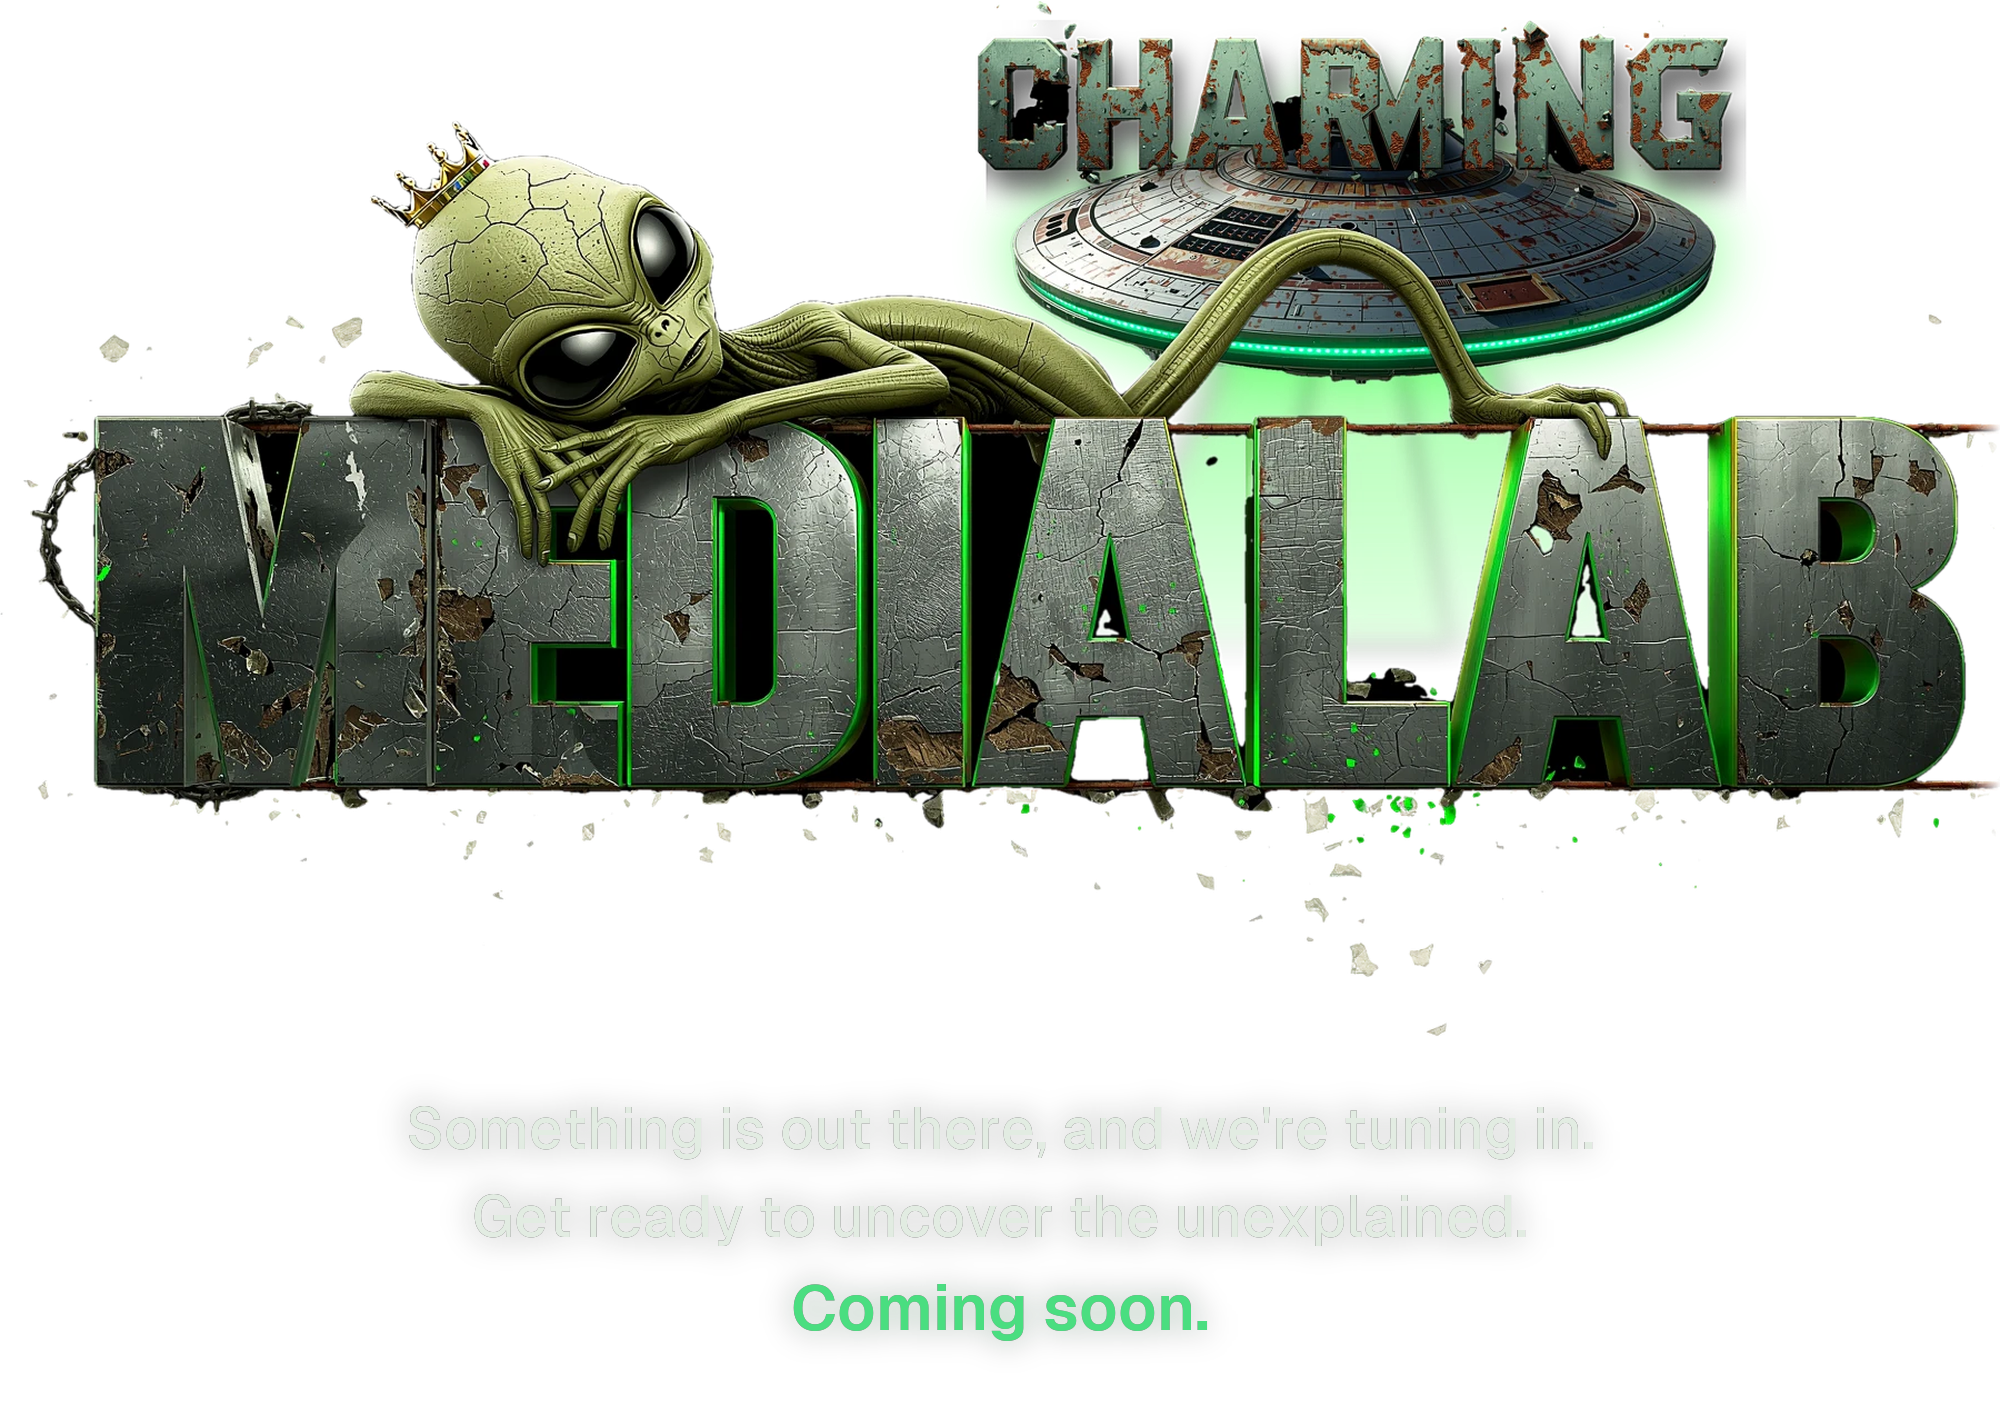 CHARMING
MEDIALAB
Something is out there, and we're tuning in.
Get ready to uncover the unexplained.
Coming soon.